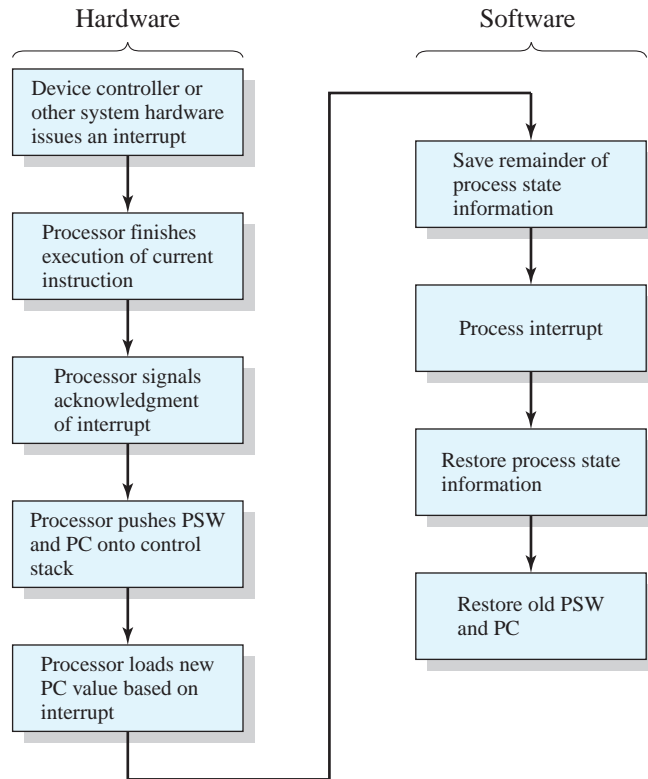 Hardware
Device controller or
other system hardware
issues an interrupt
Processor finishes
execution of current
instruction
Processor signals
acknowledgment
of interrupt
Processor pushes PSW
and PC onto control
stack
Processor loads new
PC value based on
interrupt
Software
Save remainder of
process state
information
Process interrupt
Restore process state
information
Restore old PSW
and PC